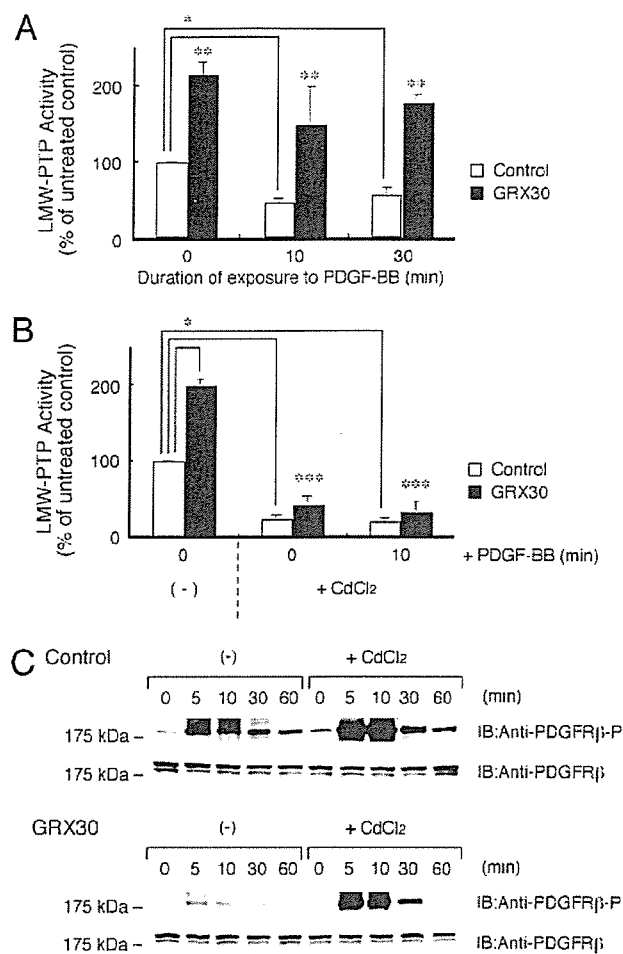 A
*
** ** **
LMW-PTP Activity
(% of untreated control)
200
100
0
Control
GRX30
0 10 30
Duration of exposure to PDGF-BB (min)
B
*
LMW-PTP Activity
(% of untreated control)
200
100
0
*** ***
Control
GRX30
0 0 10 + PDGF-BB (min)
(-) + CdCl2
C
Control (-) + CdCl2
0 5 10 30 60 0 5 10 30 60 (min)
175 kDa – IB:Anti-PDGFRβ-P
175 kDa – IB:Anti-PDGFRβ
GRX30 (-) + CdCl2
0 5 10 30 60 0 5 10 30 60 (min)
175 kDa – IB:Anti-PDGFRβ-P
175 kDa – IB:Anti-PDGFRβ